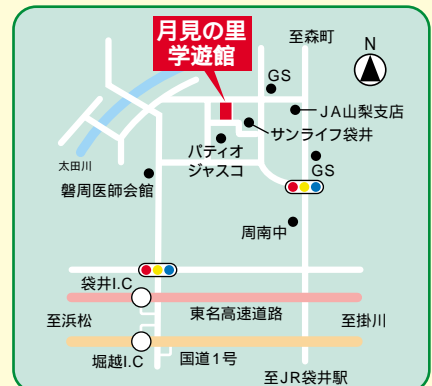 月見の里
学遊館
至森町
N
GS
JA山梨支店
サンライフ袋井
パティオ
ジャスコ
太田川
磐周医師会館
GS
周南中
袋井I.C
東名高速道路
至浜松
至掛川
堀越I.C
国道1号
至JR袋井駅